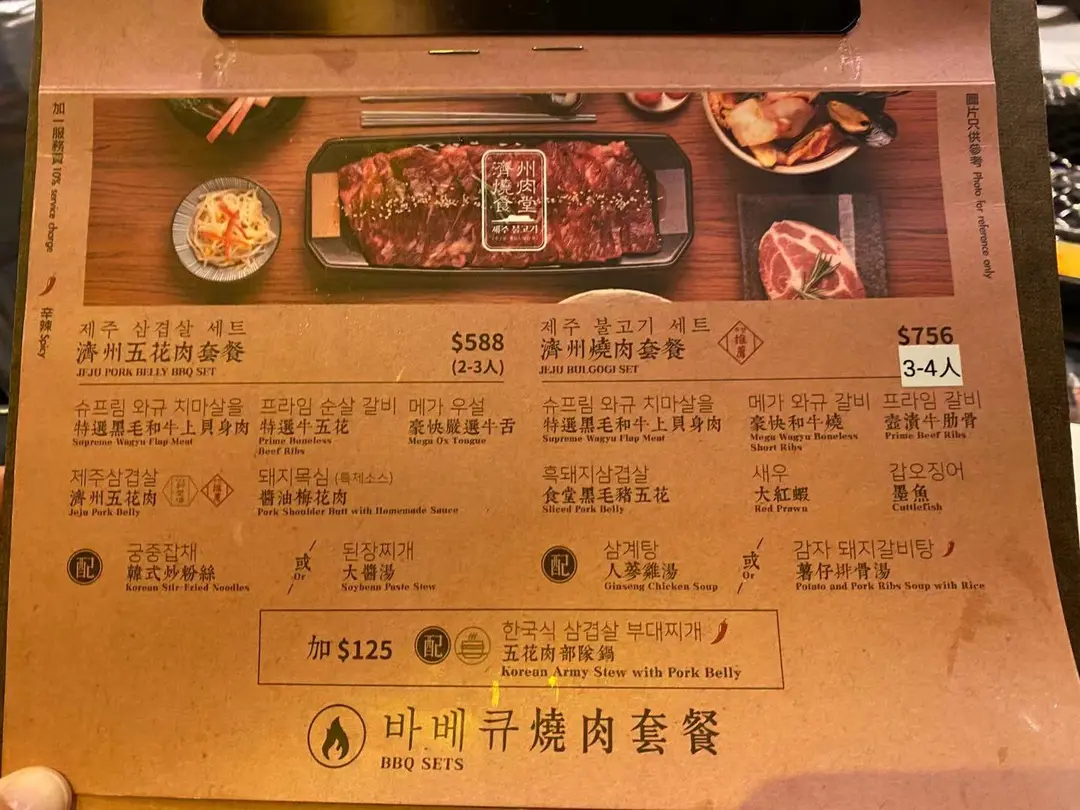 加一服務費 10% service charge
辛辣 Spicy
圖片只供參考 Photo for reference only
濟州
燒肉
食堂
제주 불고기
제주 삼겹살 세트
濟州五花肉套餐
JEJU PORK BELLY BBQ SET
$588
(2-3人)
슈프림 와규 치마살을
特選黑毛和牛上貝身肉
Supreme Wagyu Flap Meat
프라임 순살 갈비
特選牛五花
Prime Boneless
Beef Ribs
메가 우설
豪快嚴選牛舌
Mega Ox Tongue
제주삼겹살
濟州五花肉
Jeju Pork Belly
推薦
돼지목심 (특제소스)
醬油梅花肉
Pork Shoulder Butt with Homemade Sauce
配
궁중잡채
韓式炒粉絲
Korean Stir-Fried Noodles
或
Or
된장찌개
大醬湯
Soybean Paste Stew
제주 불고기 세트
濟州燒肉套餐
JEJU BULGOGI SET
推薦
$756
3-4人
슈프림 와규 치마살을
特選黑毛和牛上貝身肉
Supreme Wagyu Flap Meat
메가 와규 갈비
豪快和牛燒
Mega Wagyu Boneless
Short Ribs
프라임 갈비
壺漬牛肋骨
Prime Beef Ribs
흑돼지삼겹살
食堂黑毛豬五花
Sliced Pork Belly
새우
大紅蝦
Red Prawn
갑오징어
墨魚
Cuttlefish
配
삼계탕
人蔘雞湯
Ginseng Chicken Soup
或
Or
감자 돼지갈비탕
薯仔排骨湯
Potato and Pork Ribs Soup with Rice
加 $125
配
한국식 삼겹살 부대찌개
五花肉部隊鍋
Korean Army Stew with Pork Belly
바베큐燒肉套餐
BBQ SETS